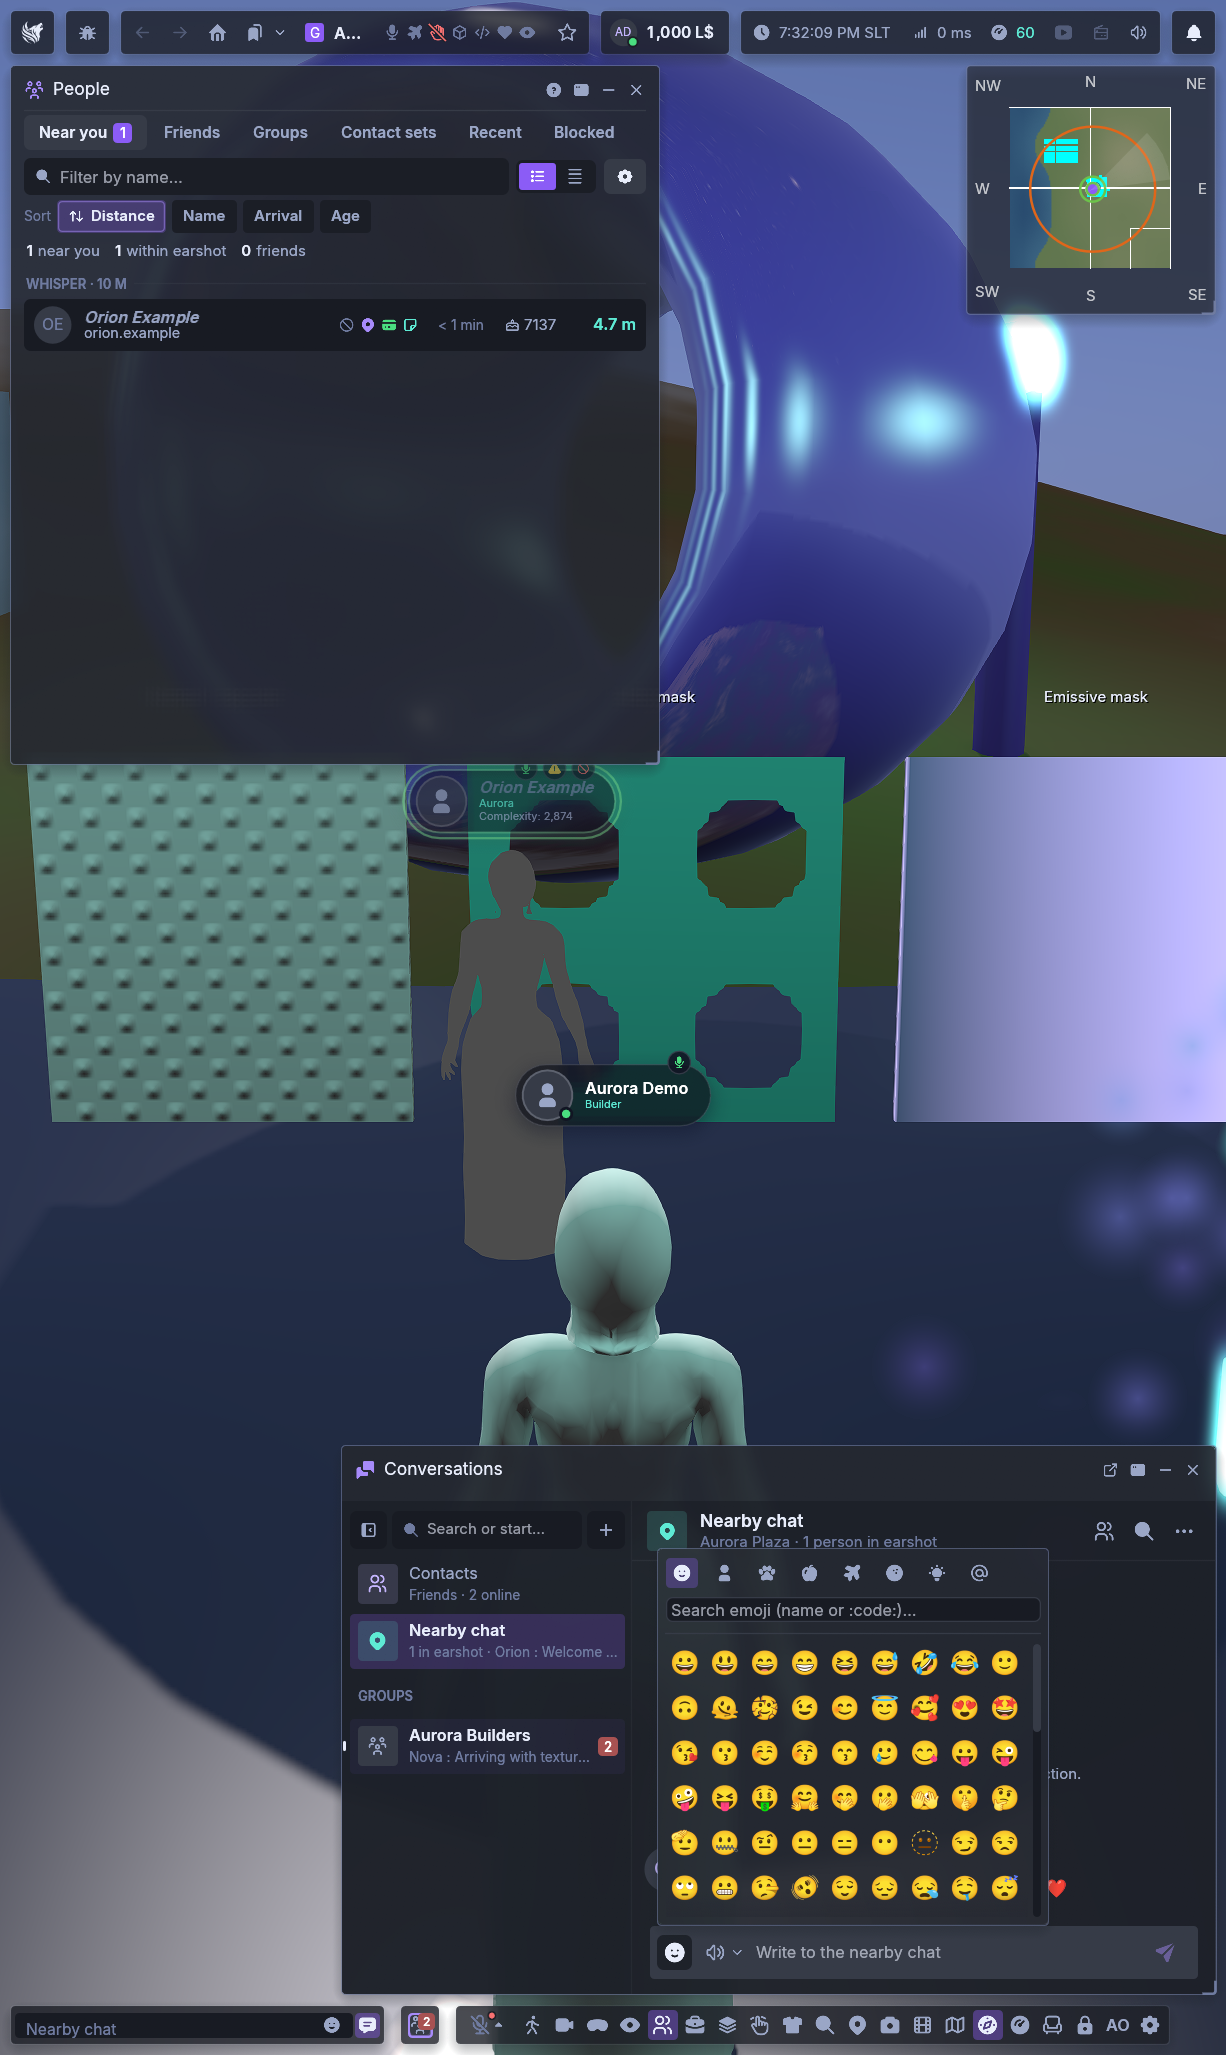 G A...
AD 1,000 L$
7:32:09 PM SLT
0 ms
60
People
Near you 1 Friends Groups Contact sets Recent Blocked
Filter by name...
Sort Distance Name Arrival Age
1 near you 1 within earshot 0 friends
WHISPER · 10 M
OE Orion Example
orion.example
< 1 min 7137 4.7 m
NW N NE
W E
SW S SE
mask
Emissive mask
Orion Example
Aurora
Complexity: 2,874
Aurora Demo
Builder
Conversations
Search or start...
Contacts
Friends · 2 online
Nearby chat
1 in earshot · Orion : Welcome ...
GROUPS
Aurora Builders
Nova : Arriving with textur... 2
Nearby chat
Aurora Plaza · 1 person in earshot
Search emoji (name or :code:)...
ction.
Write to the nearby chat
Nearby chat
2
AO